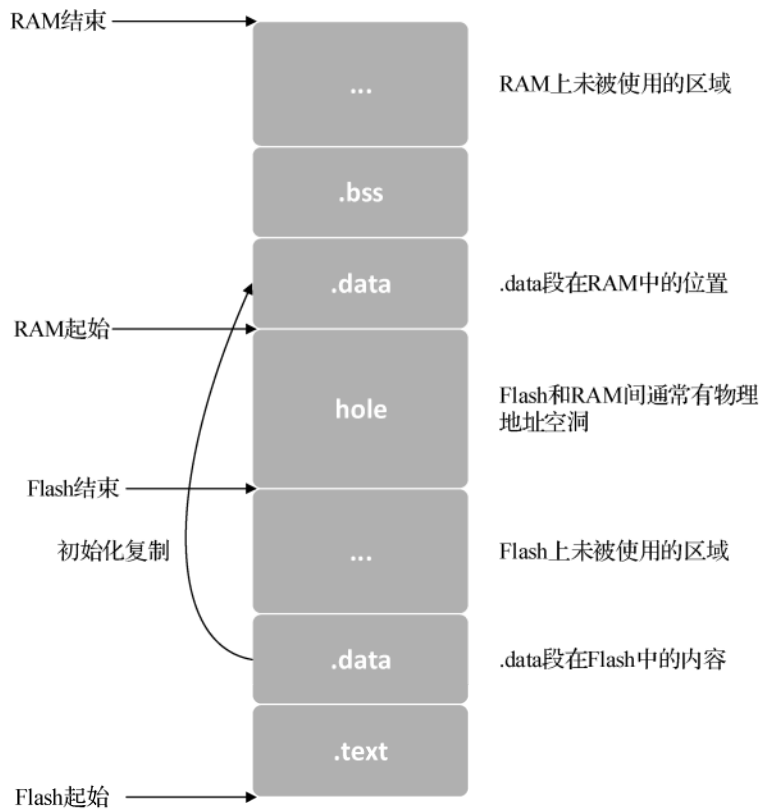 RAM结束
...
RAM上未被使用的区域
.bss
.data
.data段在RAM中的位置
RAM起始
hole
Flash和RAM间通常有物理
地址空洞
Flash结束
初始化复制
...
Flash上未被使用的区域
.data
.data段在Flash中的内容
.text
Flash起始